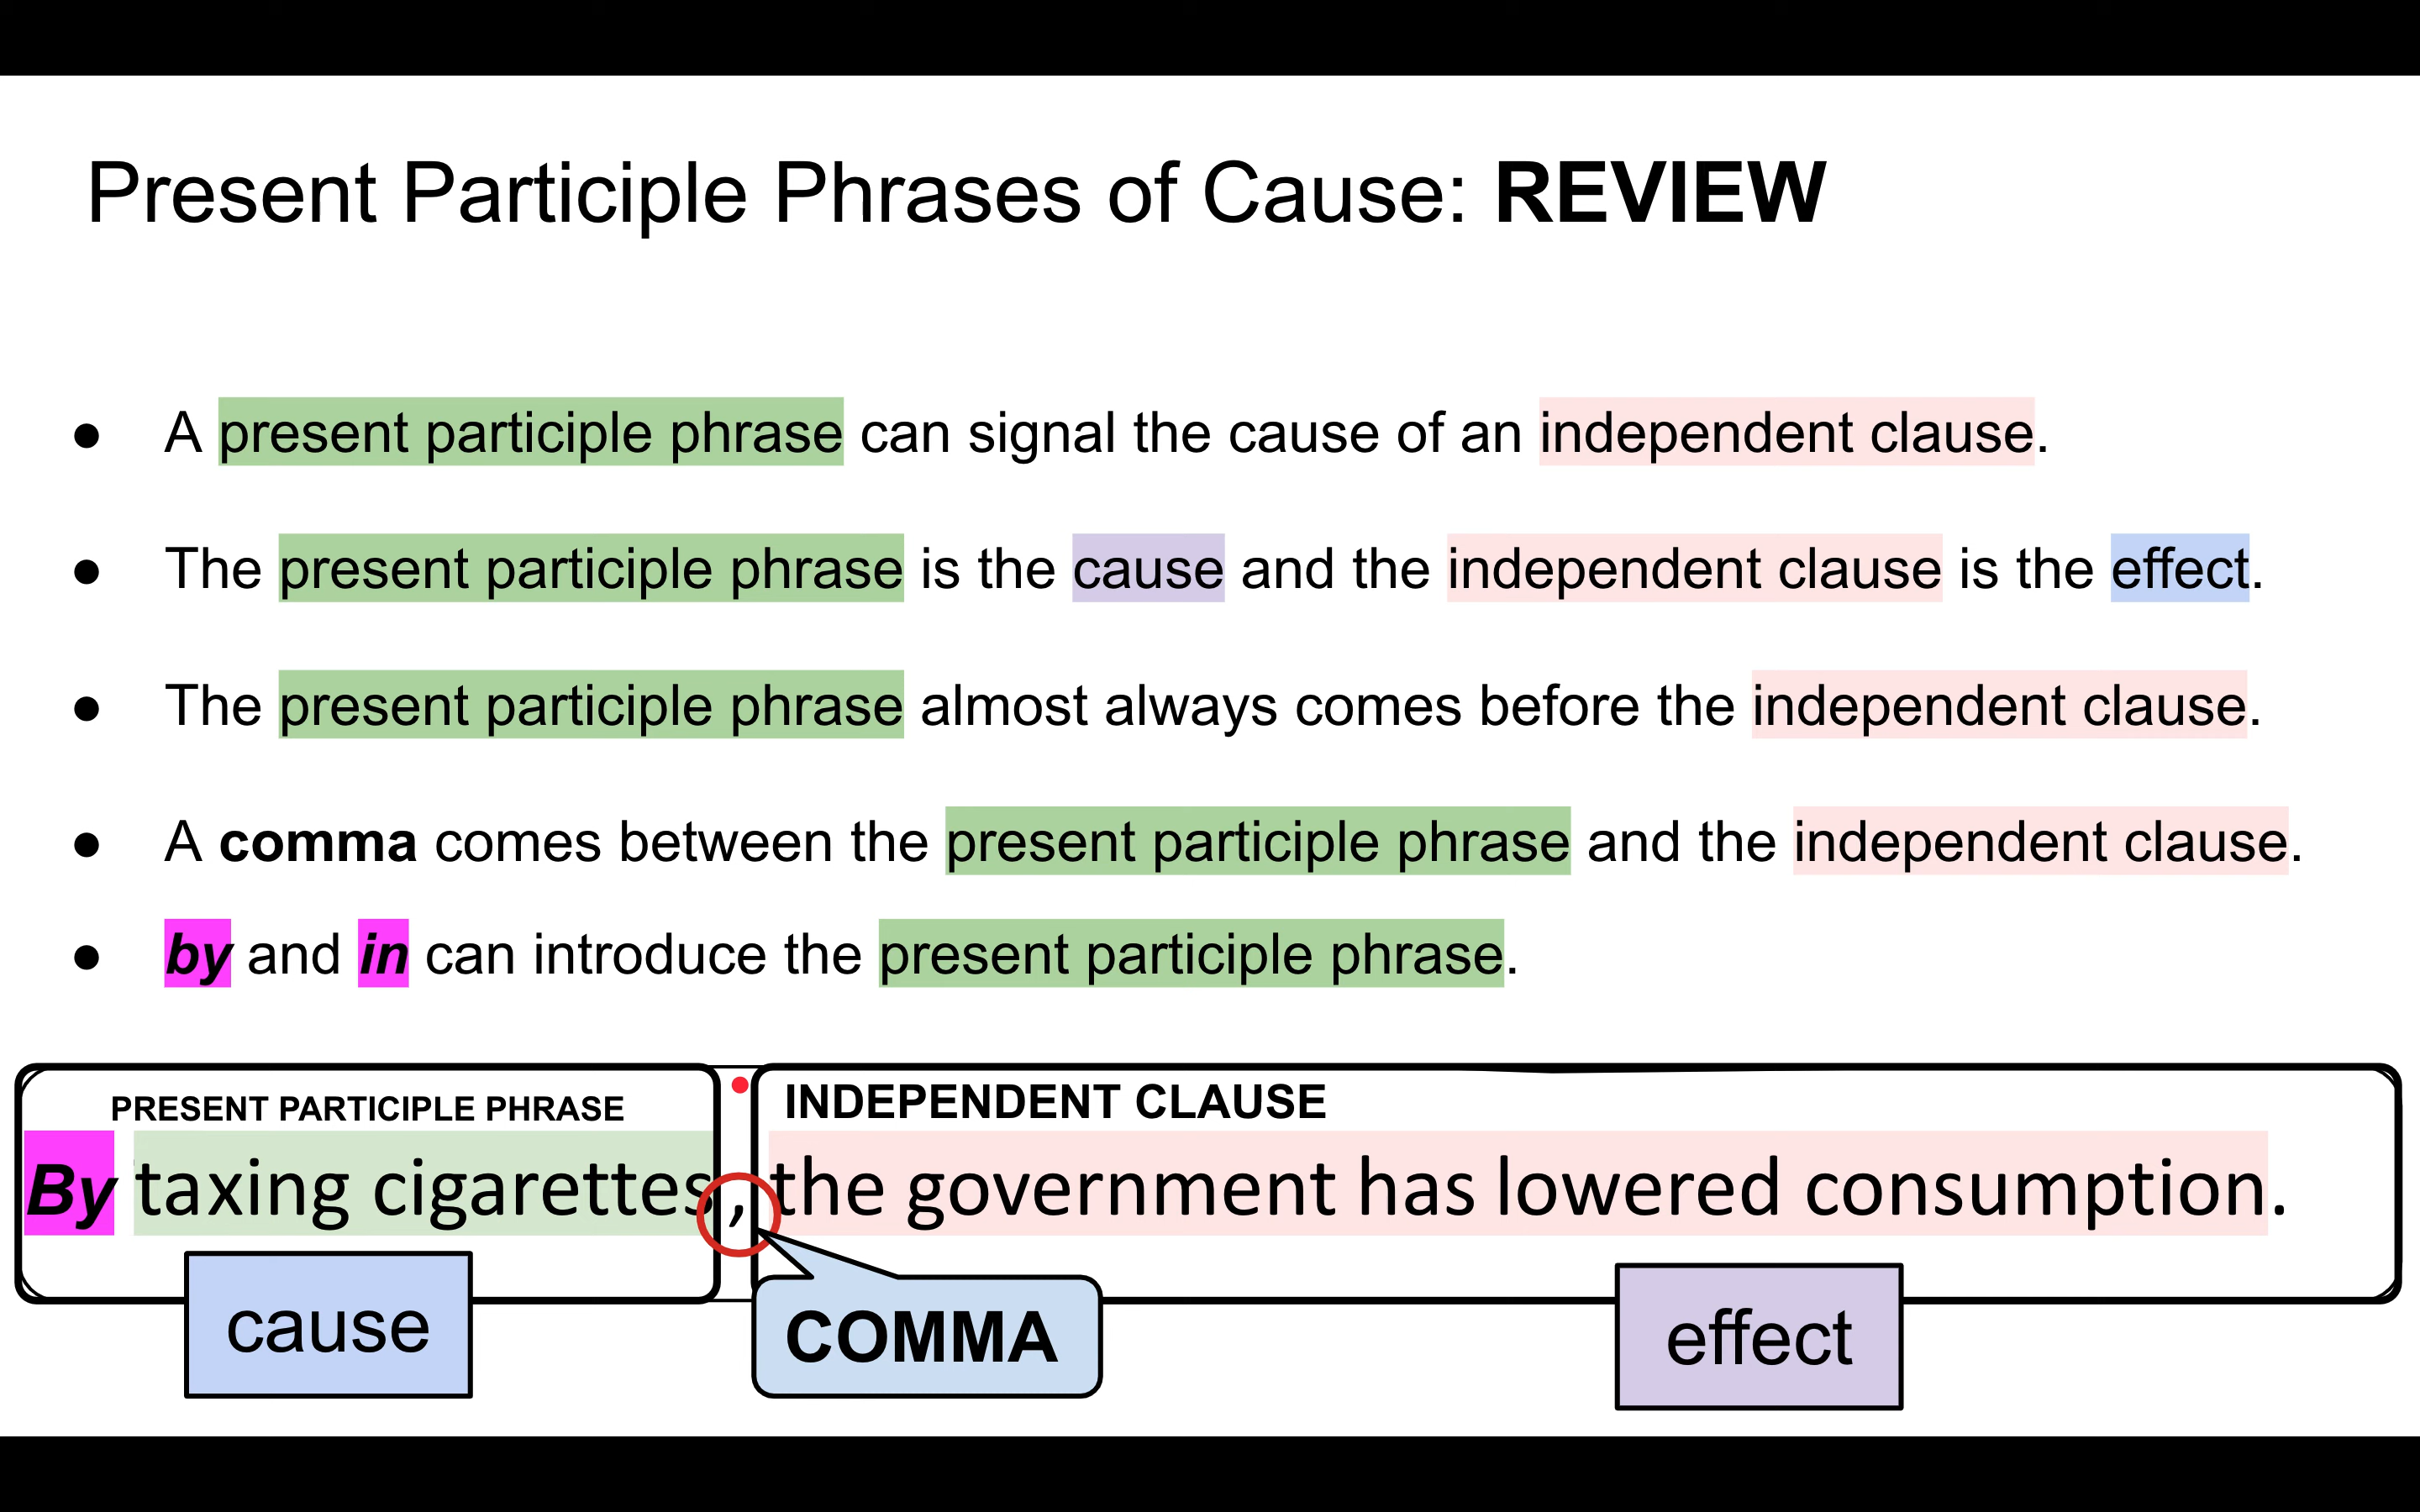 Present Participle Phrases of Cause: REVIEW
● A present participle phrase can signal the cause of an independent clause.
● The present participle phrase is the cause and the independent clause is the effect.
● The present participle phrase almost always comes before the independent clause.
● A comma comes between the present participle phrase and the independent clause.
● by and in can introduce the present participle phrase.
PRESENT PARTICIPLE PHRASE
INDEPENDENT CLAUSE
By taxing cigarettes, the government has lowered consumption.
cause
COMMA
effect